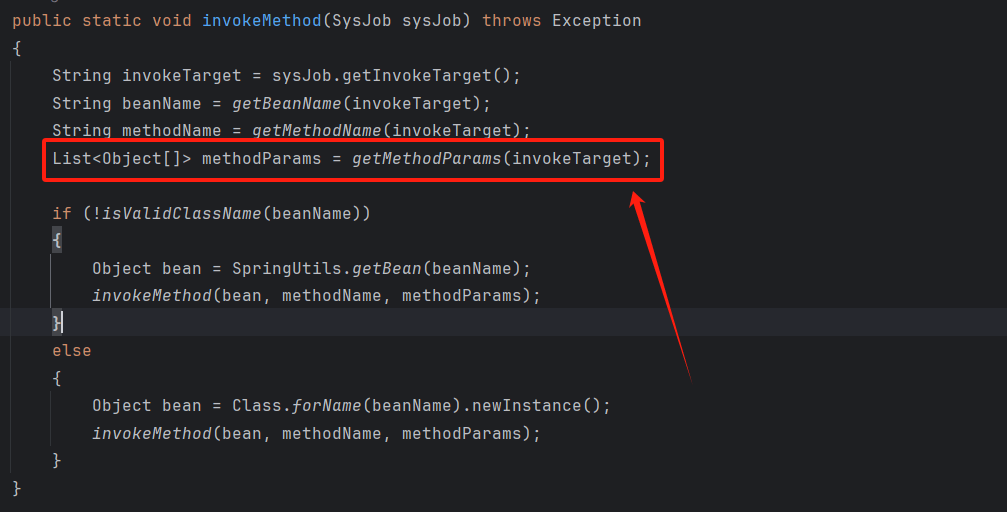 public static void invokeMethod(SysJob sysJob) throws Exception
{
    String invokeTarget = sysJob.getInvokeTarget();
    String beanName = getBeanName(invokeTarget);
    String methodName = getMethodName(invokeTarget);
    List<Object[]> methodParams = getMethodParams(invokeTarget);
    if (!isValidClassName(beanName))
    {
        Object bean = SpringUtils.getBean(beanName);
        invokeMethod(bean, methodName, methodParams);
    }
    else
    {
        Object bean = Class.forName(beanName).newInstance();
        invokeMethod(bean, methodName, methodParams);
    }
}